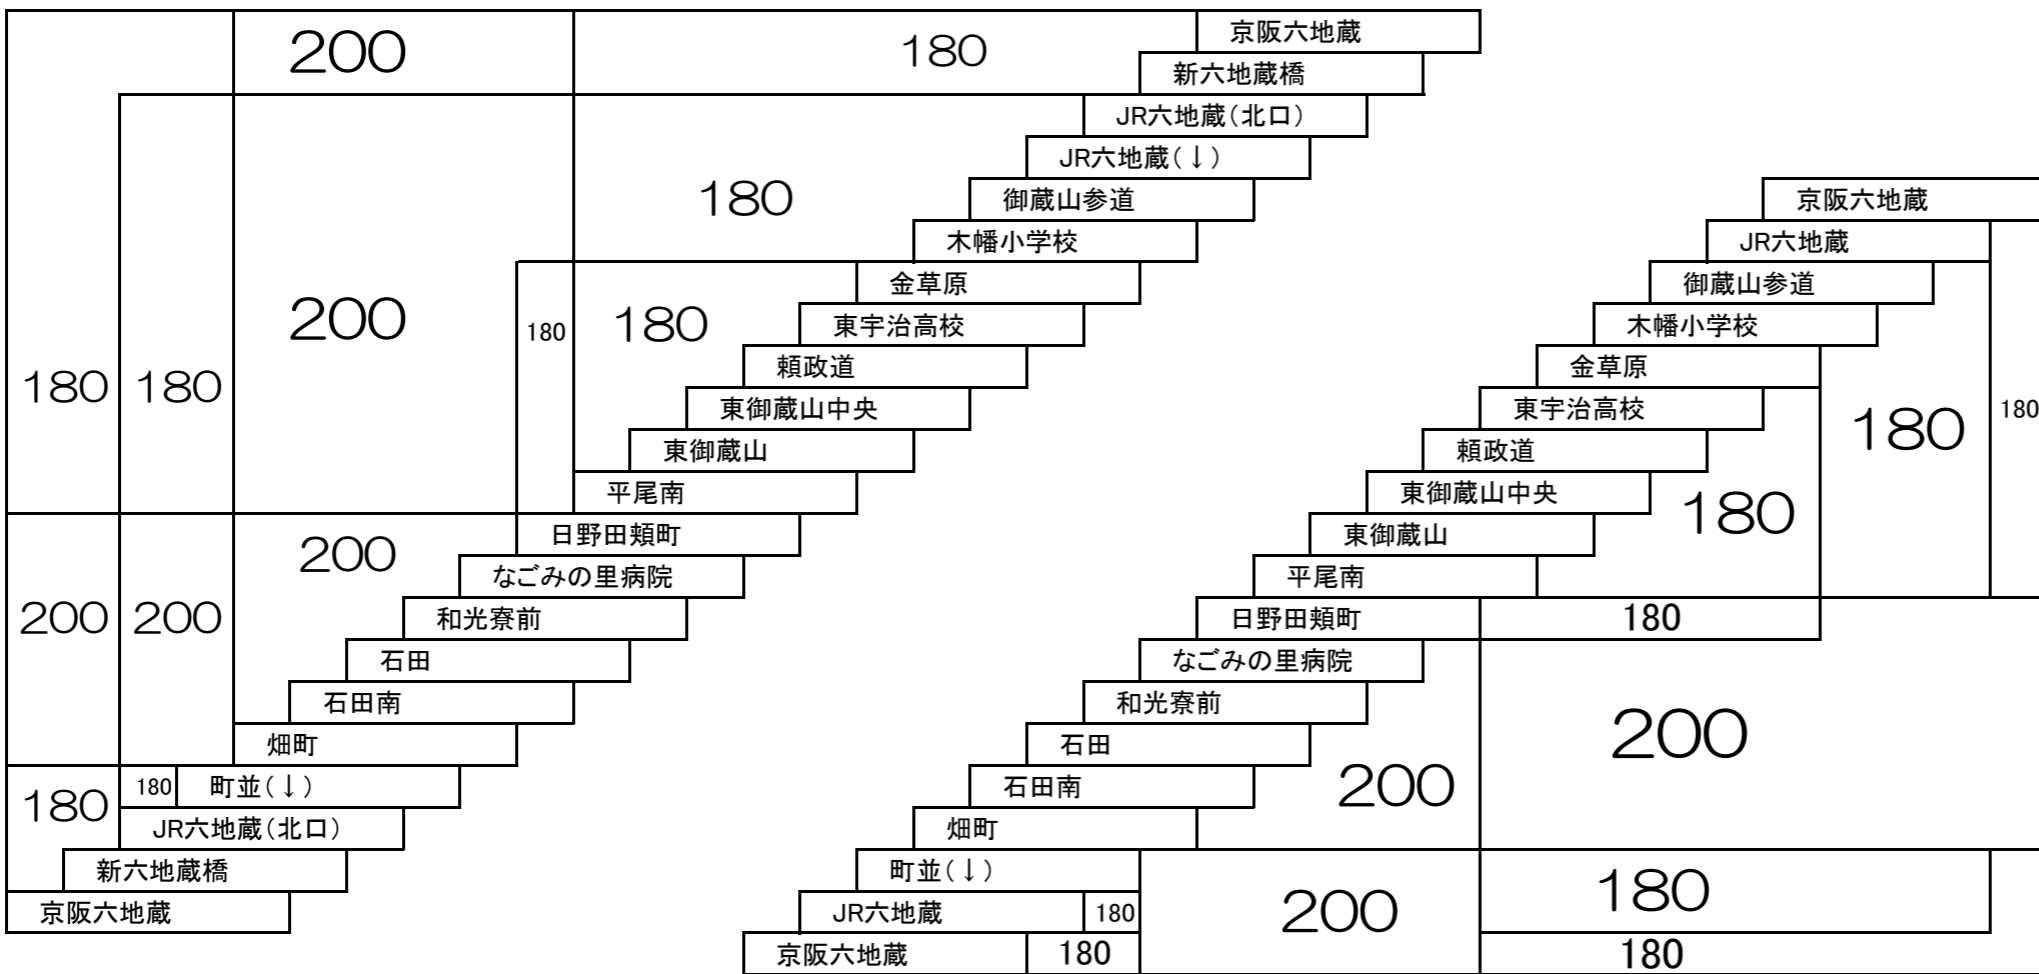 200 180 京阪六地蔵
新六地蔵橋
JR六地蔵(北口)
JR六地蔵(↓)
180 御蔵山参道 京阪六地蔵
木幡小学校 JR六地蔵
金草原 御蔵山参道
200 180 180 東宇治高校 木幡小学校
180 180 頼政道 金草原
東御蔵山中央 東宇治高校 180 180
東御蔵山 頼政道
平尾南 東御蔵山中央 180
200 日野田頬町 東御蔵山
なごみの里病院 平尾南
200 200 和光寮前 日野田頬町 180
石田 なごみの里病院
石田南 和光寮前
畑町 石田 200
180 180 町並(↓) 石田南 200
JR六地蔵(北口) 畑町
新六地蔵橋 町並(↓) 180
京阪六地蔵 JR六地蔵 180 200
京阪六地蔵 180 180